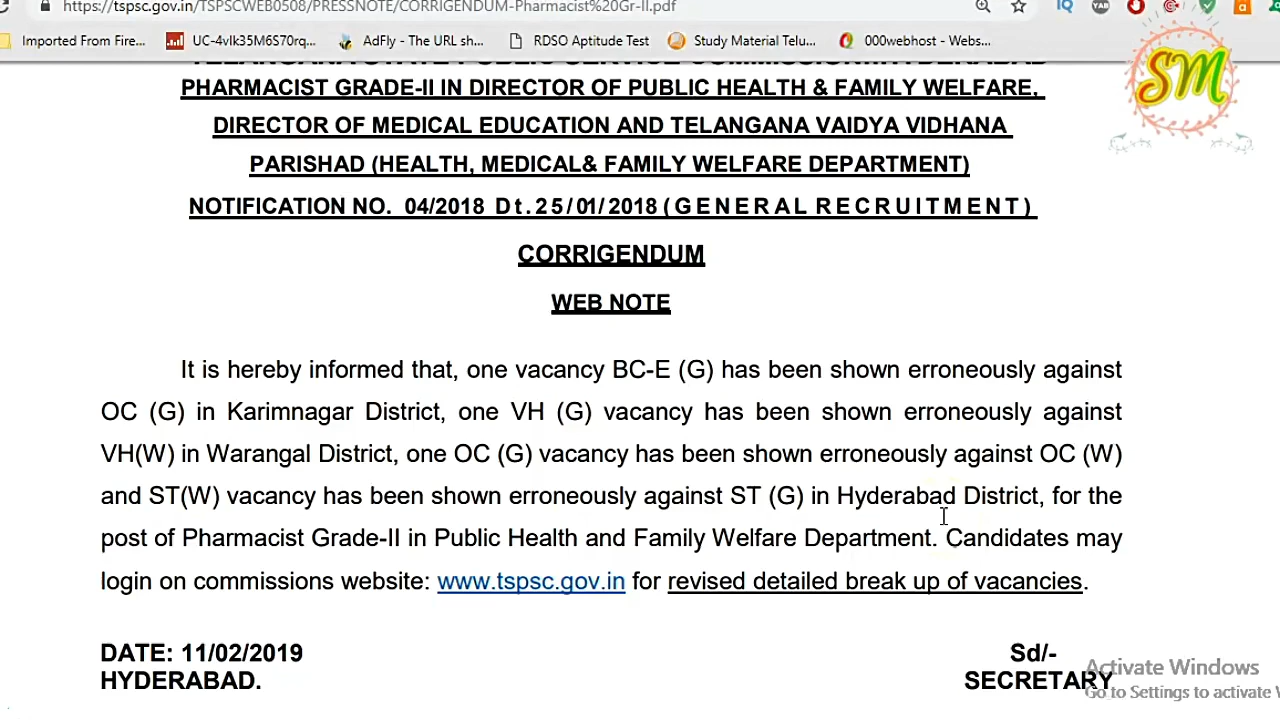 https://tspsc.gov.in/TSPSCWEB0508/PRESSNOTE/CORRIGENDUM-Pharmacist%20Gr-II.pdf
Imported From Fire... UC-4vIk35M6S70rq... AdFly - The URL sh... RDSO Aptitude Test Study Material Telu... 000webhost - Webs...
SM
TELANGANA STATE PUBLIC SERVICE COMMISSION::HYDERABAD
PHARMACIST GRADE-II IN DIRECTOR OF PUBLIC HEALTH & FAMILY WELFARE,
DIRECTOR OF MEDICAL EDUCATION AND TELANGANA VAIDYA VIDHANA
PARISHAD (HEALTH, MEDICAL& FAMILY WELFARE DEPARTMENT)
NOTIFICATION NO. 04/2018 Dt.25/01/2018(GENERAL RECRUITMENT)
CORRIGENDUM
WEB NOTE
It is hereby informed that, one vacancy BC-E (G) has been shown erroneously against
OC (G) in Karimnagar District, one VH (G) vacancy has been shown erroneously against
VH(W) in Warangal District, one OC (G) vacancy has been shown erroneously against OC (W)
and ST(W) vacancy has been shown erroneously against ST (G) in Hyderabad District, for the
post of Pharmacist Grade-II in Public Health and Family Welfare Department. Candidates may
login on commissions website: www.tspsc.gov.in for revised detailed break up of vacancies.
DATE: 11/02/2019 Sd/-
HYDERABAD. SECRETARY
Activate Windows
Go to Settings to activate W